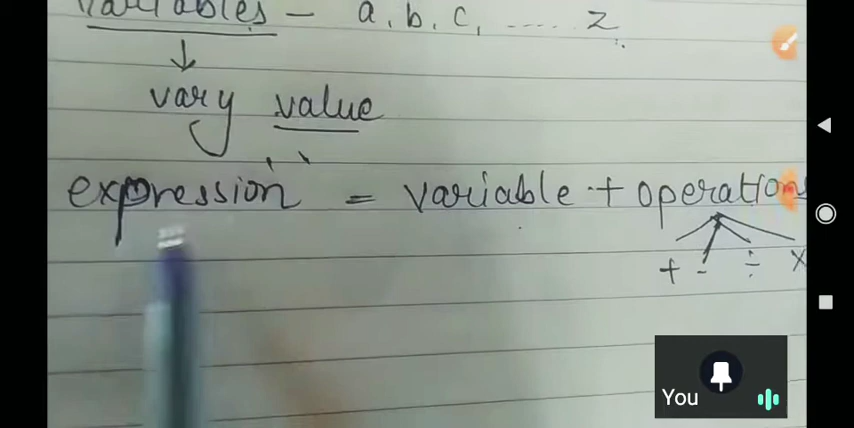 variables – a, b, c, ..... z
↓
vary value
expression = variable + operations
+ - ÷ ×
You